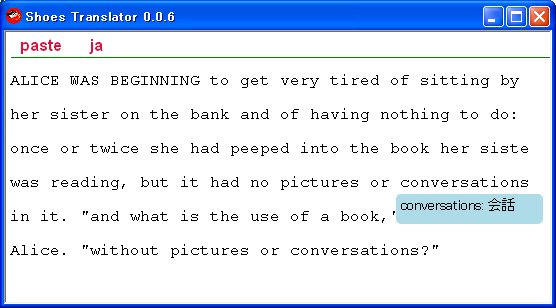 Shoes Translator 0.0.6
paste ja
ALICE WAS BEGINNING to get very tired of sitting by
her sister on the bank and of having nothing to do:
once or twice she had peeped into the book her siste
was reading, but it had no pictures or conversations
in it. "and what is the use of a book,"
conversations: 会話
Alice. "without pictures or conversations?"